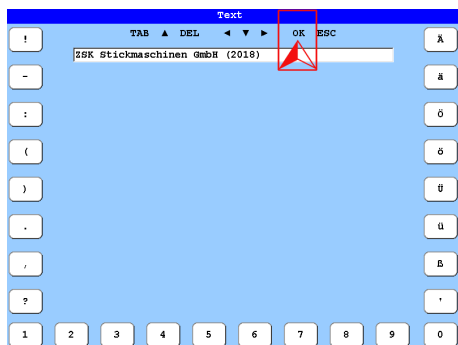 Text
TAB ▲ DEL ◄ ▼ ► OK ESC
! Ä
ZSK Stickmaschinen GmbH (2018)
- ä
: Ö
( ö
) Ü
. ü
, ß
? '
1 2 3 4 5 6 7 8 9 0